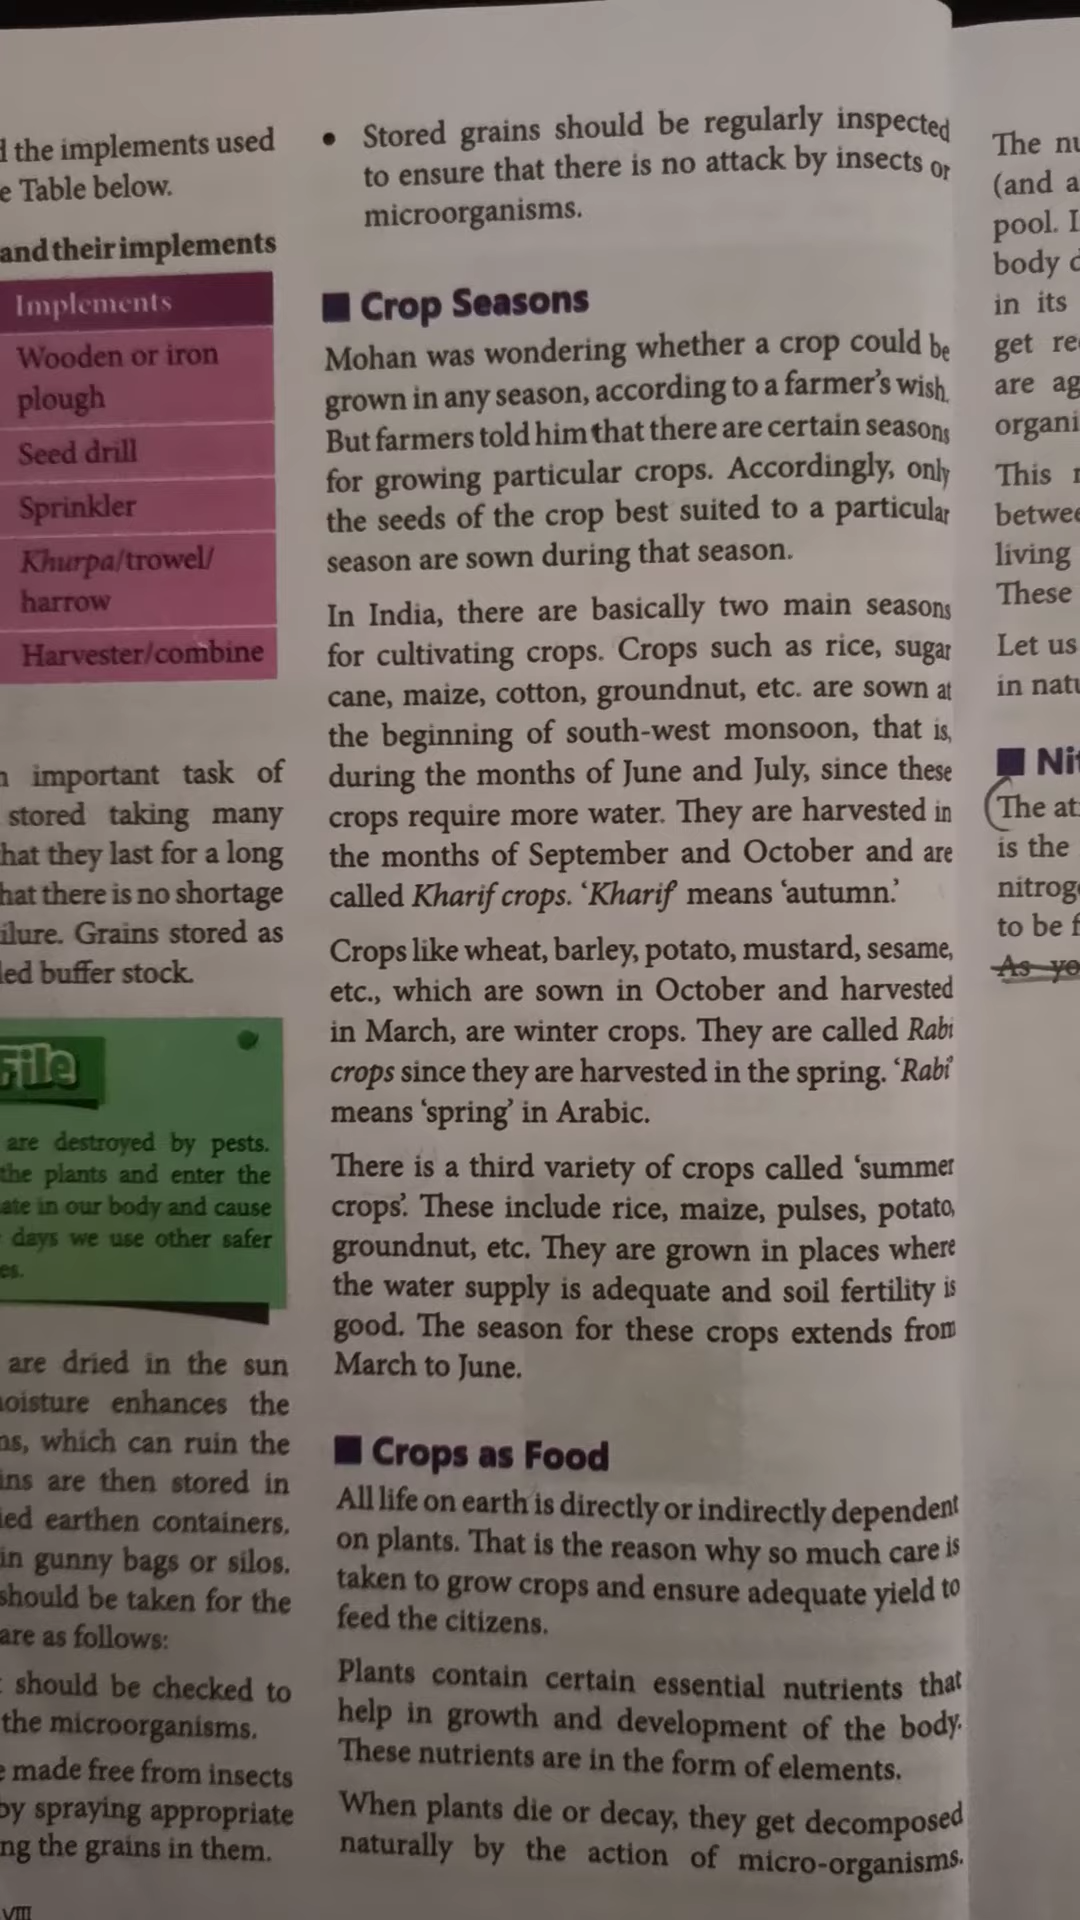 d the implements used
e Table below.
and their implements
Implements
Wooden or iron
plough
Seed drill
Sprinkler
Khurpa/trowel/
harrow
Harvester/combine
important task of
stored taking many
hat they last for a long
hat there is no shortage
ilure. Grains stored as
led buffer stock.
File
are destroyed by pests.
the plants and enter the
ate in our body and cause
days we use other safer
es.
are dried in the sun
oisture enhances the
ns, which can ruin the
ins are then stored in
ied earthen containers.
in gunny bags or silos.
should be taken for the
are as follows:
should be checked to
the microorganisms.
e made free from insects
by spraying appropriate
ng the grains in them.
VIII
• Stored grains should be regularly inspected
to ensure that there is no attack by insects or
microorganisms.
■ Crop Seasons
Mohan was wondering whether a crop could be
grown in any season, according to a farmer's wish.
But farmers told him that there are certain seasons
for growing particular crops. Accordingly, only
the seeds of the crop best suited to a particular
season are sown during that season.
In India, there are basically two main seasons
for cultivating crops. Crops such as rice, sugar
cane, maize, cotton, groundnut, etc. are sown at
the beginning of south-west monsoon, that is,
during the months of June and July, since these
crops require more water. They are harvested in
the months of September and October and are
called Kharif crops. 'Kharif' means 'autumn.'
Crops like wheat, barley, potato, mustard, sesame,
etc., which are sown in October and harvested
in March, are winter crops. They are called Rabi
crops since they are harvested in the spring. 'Rabi'
means 'spring' in Arabic.
There is a third variety of crops called 'summer
crops'. These include rice, maize, pulses, potato,
groundnut, etc. They are grown in places where
the water supply is adequate and soil fertility is
good. The season for these crops extends from
March to June.
■ Crops as Food
All life on earth is directly or indirectly dependent
on plants. That is the reason why so much care is
taken to grow crops and ensure adequate yield to
feed the citizens.
Plants contain certain essential nutrients that
help in growth and development of the body.
These nutrients are in the form of elements.
When plants die or decay, they get decomposed
naturally by the action of micro-organisms.
The nu
(and a
pool. I
body
in its
get re
are ag
organi
This
betwee
living
These
Let us
in natu
■ Nit
The at
is the
nitroge
to be f
As yo